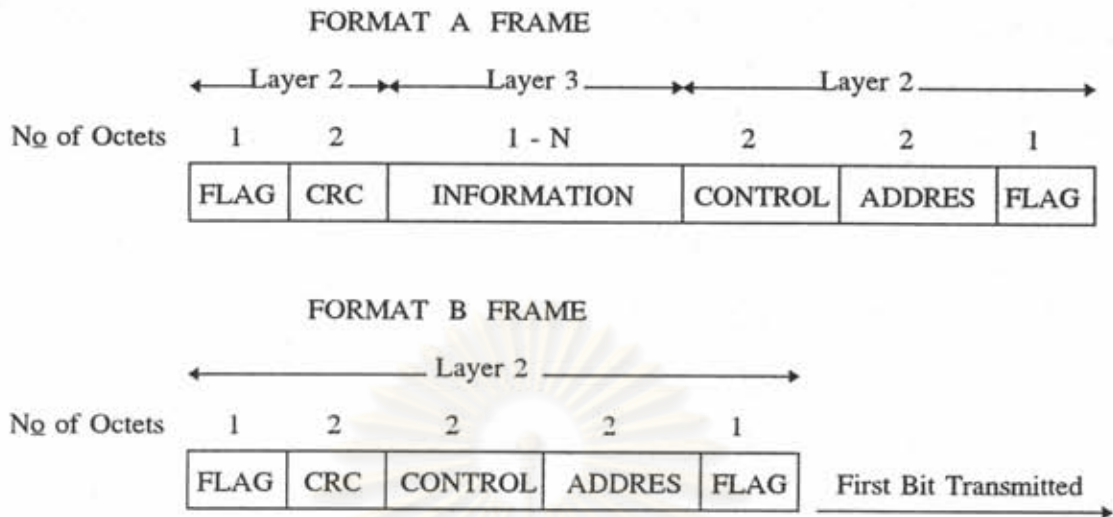 FORMAT A FRAME
Layer 2 Layer 3 Layer 2
No of Octets 1 2 1 - N 2 2 1
FLAG CRC INFORMATION CONTROL ADDRES FLAG
FORMAT B FRAME
Layer 2
No of Octets 1 2 2 2 1
FLAG CRC CONTROL ADDRES FLAG First Bit Transmitted